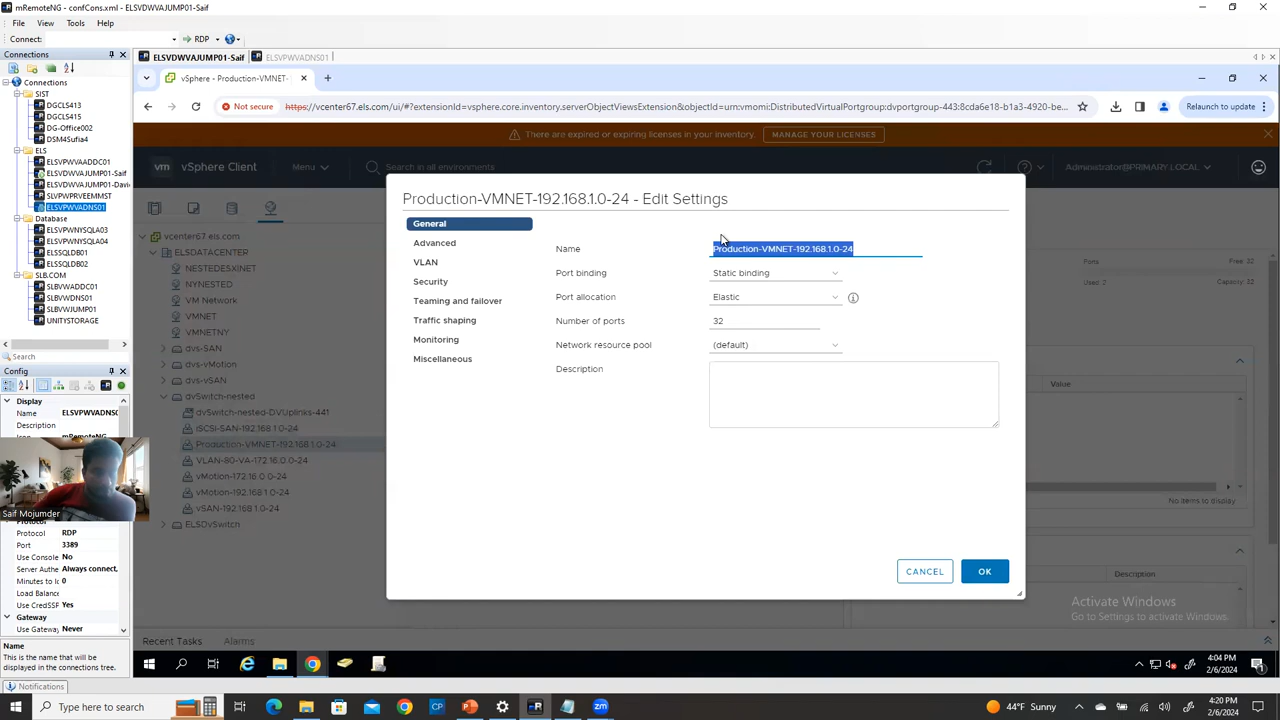 mRemoteNG - confCons.xml - ELSVDWVAJUMP01-Saif
File View Tools Help
Connect: RDP
Connections
ELSVDWVAJUMP01-Saif
ELSVPWVADNS01
Connections
SIST
DGCLS413
DGCLS415
DG-Office002
DSM4Sufia4
ELS
ELSVPWVAADDC01
ELSVDWVAJUMP01-Saif
ELSVDWVAJUMP01-Davi
SLVPWPRVEEMMST
ELSVPWVADNS01
Database
ELSVPWNYSQLA03
ELSVPWNYSQLA04
ELSSQLDB01
ELSSQLDB02
SLB.COM
SLBVWADDC01
SLBVWDNS01
SLBVWJUMP01
UNITYSTORAGE
Search
Config
Display
Name ELSVPWVADNS0
Description
Icon mRemoteNG
Saif Mojumder
Protocol
Protocol RDP
Port 3389
Use Console No
Server Authe Always connect,
Minutes to Id 0
Load Balance
Use CredSSP Yes
Gateway
Use Gateway Never
Name
This is the name that will be
displayed in the connections tree.
Notifications
vSphere - Production-VMNET-
Not secure https://vcenter67.els.com/ui/#?extensionId=vsphere.core.inventory.serverObjectViewsExtension&objectId=urn:vmomi:DistributedVirtualPortgroup:dvportgroup-443:8cda6e18-b1a3-4920-be...
Relaunch to update
There are expired or expiring licenses in your inventory. MANAGE YOUR LICENSES
vm vSphere Client Menu Search in all environments Administrator@PRIMARY.LOCAL
vcenter67.els.com
ELSDATACENTER
NESTEDESXINET
NYNESTED
VM Network
VMNET
VMNETNY
dvs-SAN
dvs-vMotion
dvs-vSAN
dvSwitch-nested
dvSwitch-nested-DVUplinks-441
iSCSI-SAN-192.168.1.0-24
Production-VMNET-192.168.1.0-24
VLAN-80-VA-172.16.0.0-24
vMotion-172.16.0.0-24
vMotion-192.168.1.0-24
vSAN-192.168.1.0-24
ELSDvSwitch
Production-VMNET-192.168.1.0-24 - Edit Settings
General
Advanced
VLAN
Security
Teaming and failover
Traffic shaping
Monitoring
Miscellaneous
Name Production-VMNET-192.168.1.0-24
Port binding Static binding
Port allocation Elastic
Number of ports 32
Network resource pool (default)
Description
CANCEL OK
Ports Free: 32
Used: 2 Capacity: 32
Value
No items to display
Description
Activate Windows
Go to Settings to activate Windows.
Recent Tasks Alarms
4:04 PM
2/6/2024
Type here to search
44°F Sunny
4:20 PM
2/6/2024